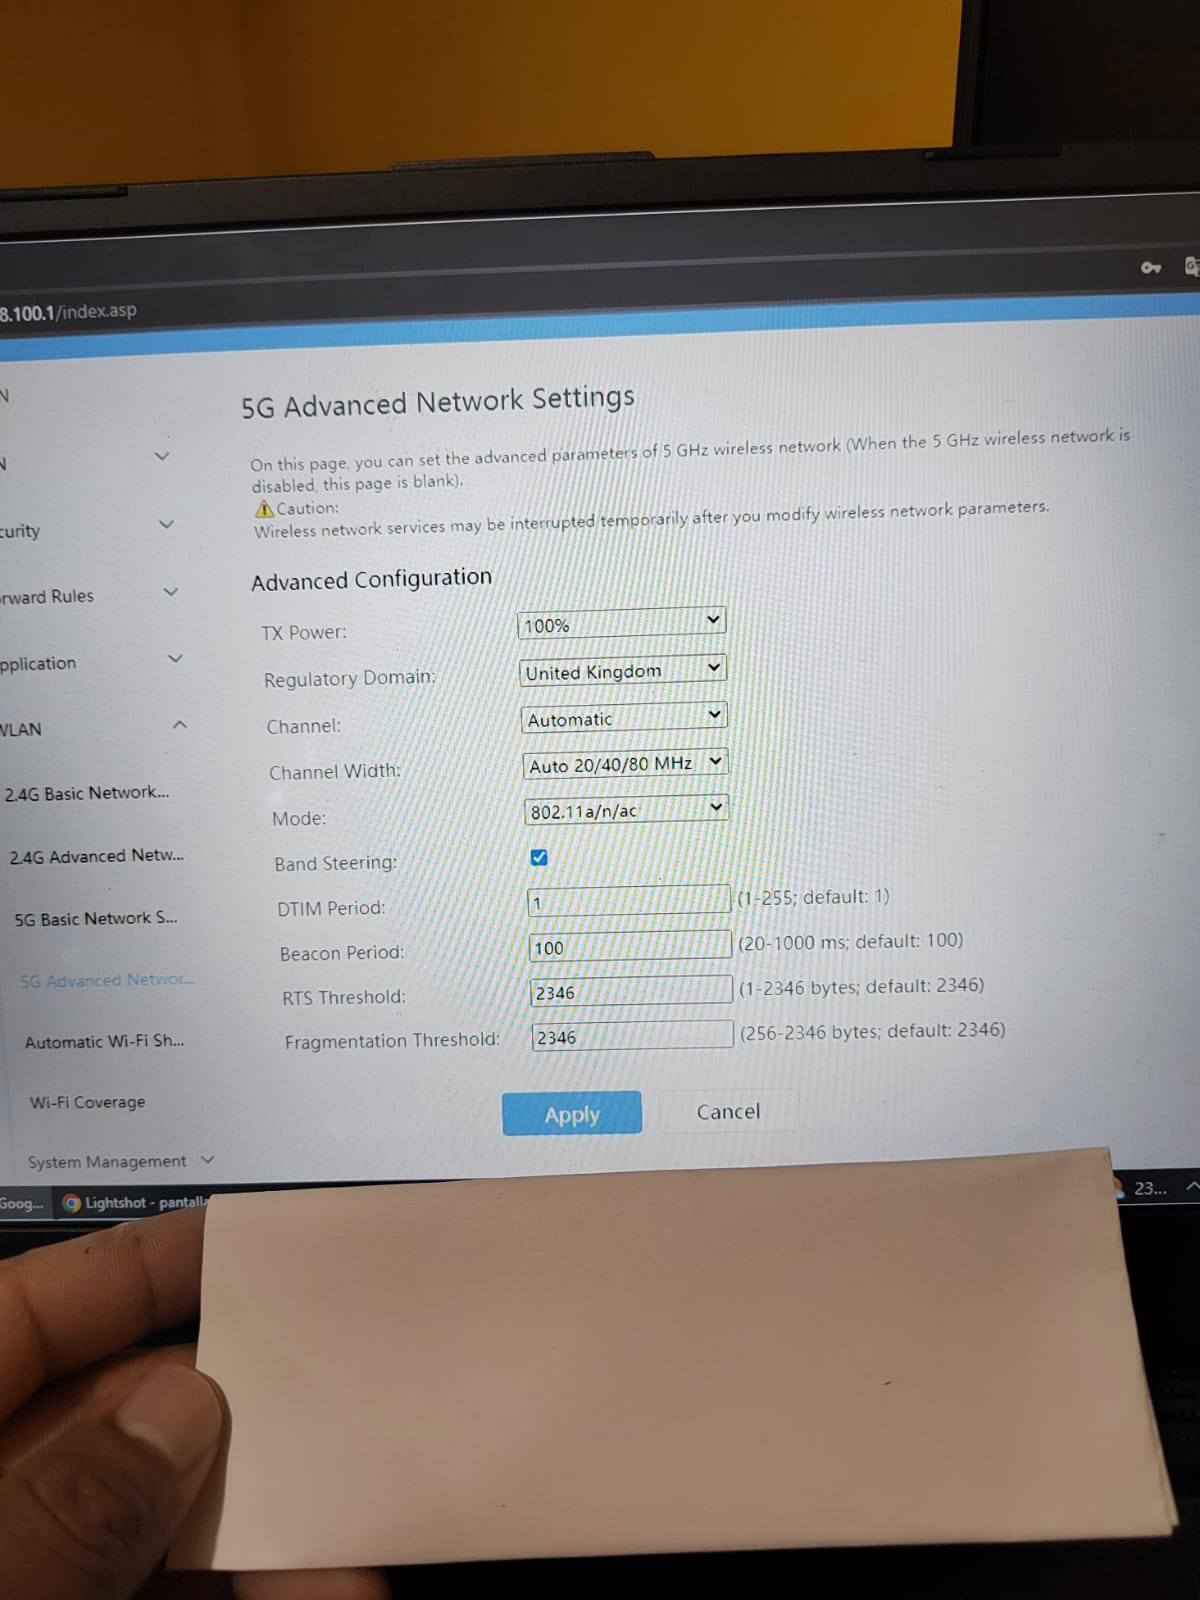 8.100.1/index.asp
N
N
curity
orward Rules
pplication
WLAN
2.4G Basic Network...
2.4G Advanced Netw...
5G Basic Network S...
5G Advanced Networ...
Automatic Wi-Fi Sh...
Wi-Fi Coverage
System Management
5G Advanced Network Settings
On this page, you can set the advanced parameters of 5 GHz wireless network (When the 5 GHz wireless network is
disabled, this page is blank).
Caution:
Wireless network services may be interrupted temporarily after you modify wireless network parameters.
Advanced Configuration
TX Power: 100%
Regulatory Domain: United Kingdom
Channel: Automatic
Channel Width: Auto 20/40/80 MHz
Mode: 802.11a/n/ac
Band Steering:
DTIM Period: 1 (1-255; default: 1)
Beacon Period: 100 (20-1000 ms; default: 100)
RTS Threshold: 2346 (1-2346 bytes; default: 2346)
Fragmentation Threshold: 2346 (256-2346 bytes; default: 2346)
Apply Cancel
Goog... Lightshot - pantalla 23...